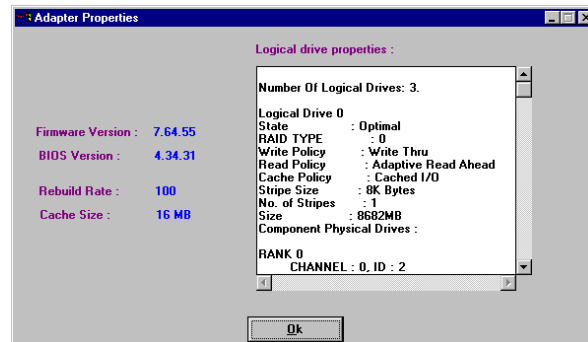 Adapter Properties
Logical drive properties :
Firmware Version : 7.64.55
BIOS Version : 4.34.31
Rebuild Rate : 100
Cache Size : 16 MB
Number Of Logical Drives: 3.
Logical Drive 0
State : Optimal
RAID TYPE : 0
Write Policy : Write Thru
Read Policy : Adaptive Read Ahead
Cache Policy : Cached I/O
Stripe Size : 8K Bytes
No. of Stripes : 1
Size : 8682MB
Component Physical Drives :
RANK 0
CHANNEL : 0, ID : 2
Ok